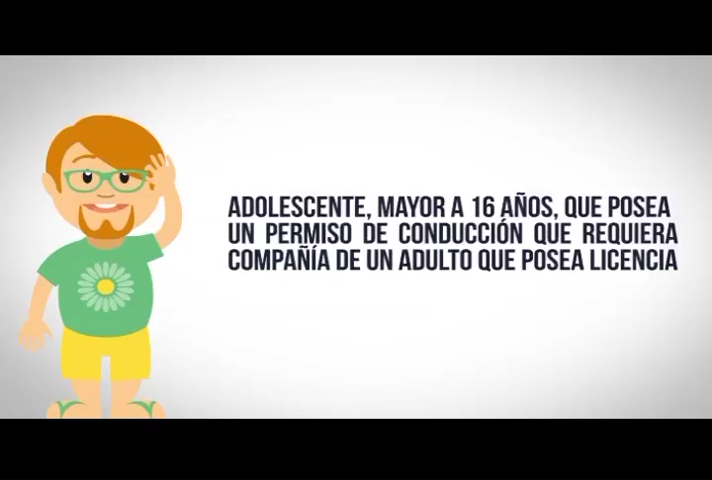 ADOLESCENTE, MAYOR A 16 AÑOS, QUE POSEA
UN PERMISO DE CONDUCCIÓN QUE REQUIERA
COMPAÑÍA DE UN ADULTO QUE POSEA LICENCIA